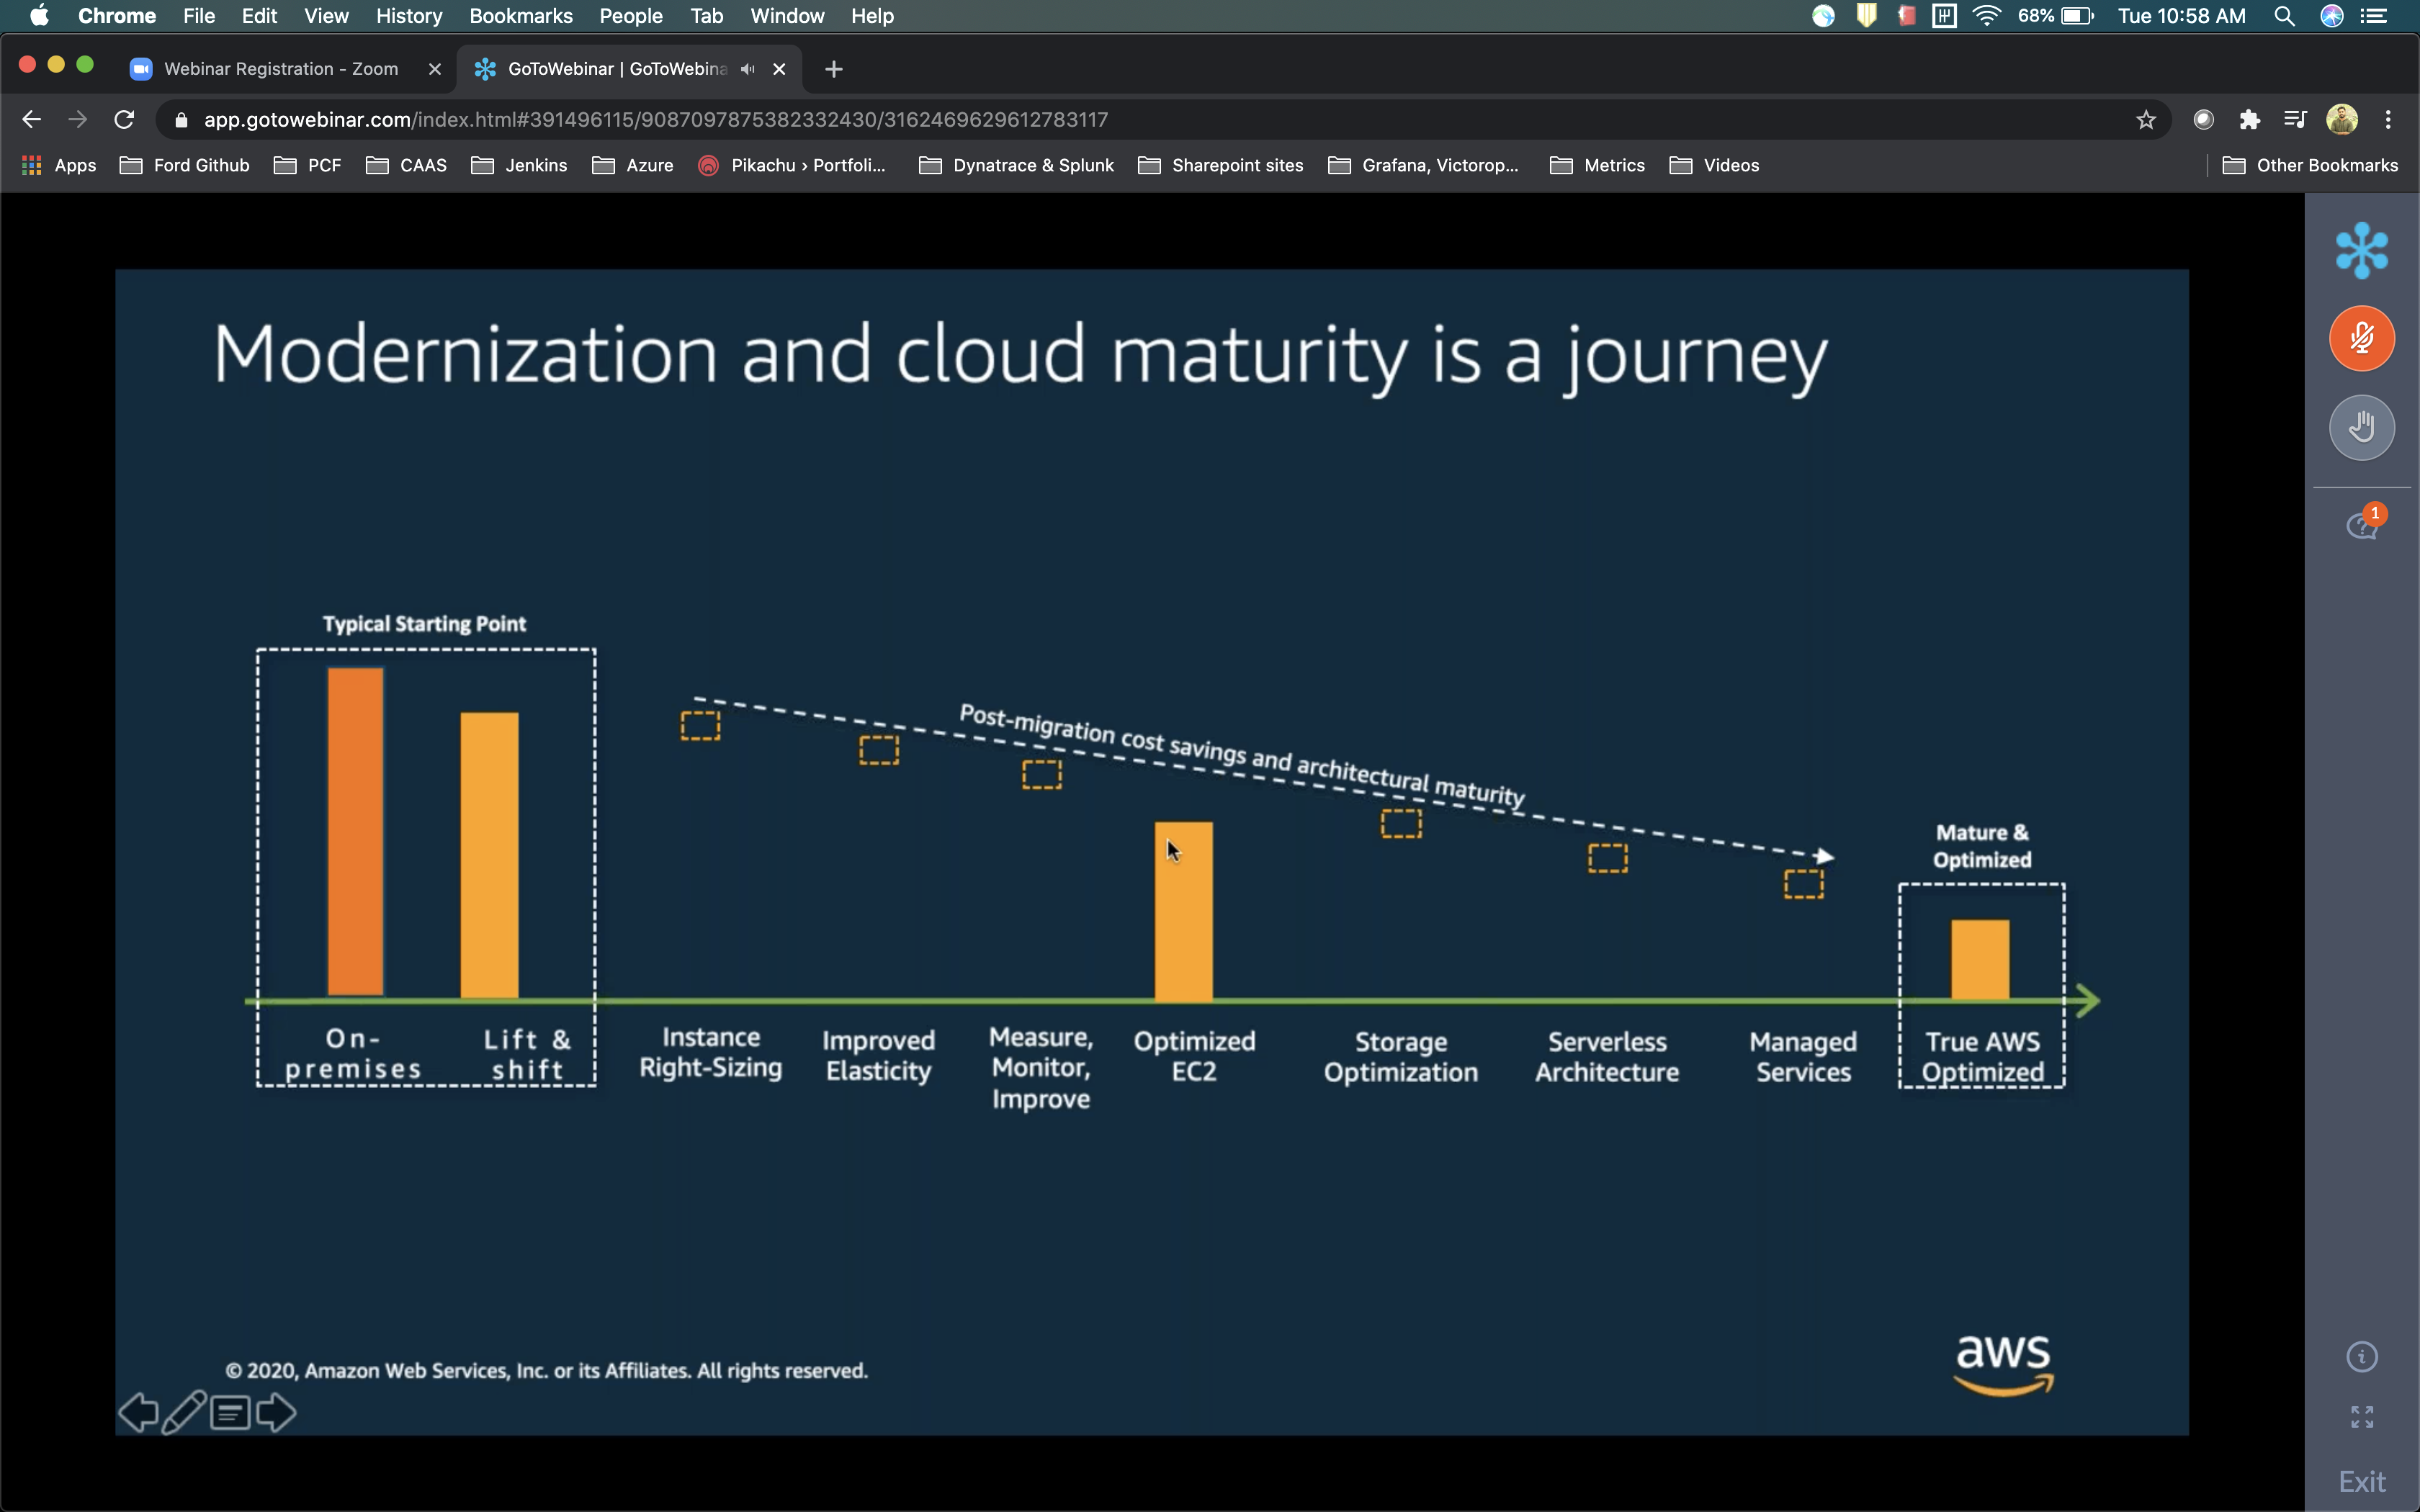 Chrome File Edit View History Bookmarks People Tab Window Help 68% Tue 10:58 AM
Webinar Registration - Zoom GoToWebinar | GoToWebina
app.gotowebinar.com/index.html#391496115/9087097875382332430/3162469629612783117
Apps Ford Github PCF CAAS Jenkins Azure Pikachu › Portfoli... Dynatrace & Splunk Sharepoint sites Grafana, Victorop... Metrics Videos Other Bookmarks
Modernization and cloud maturity is a journey
1
Typical Starting Point
Post-migration cost savings and architectural maturity
Mature &
Optimized
On-
premises
Lift &
shift
Instance
Right-Sizing
Improved
Elasticity
Measure,
Monitor,
Improve
Optimized
EC2
Storage
Optimization
Serverless
Architecture
Managed
Services
True AWS
Optimized
aws
© 2020, Amazon Web Services, Inc. or its Affiliates. All rights reserved.
Exit